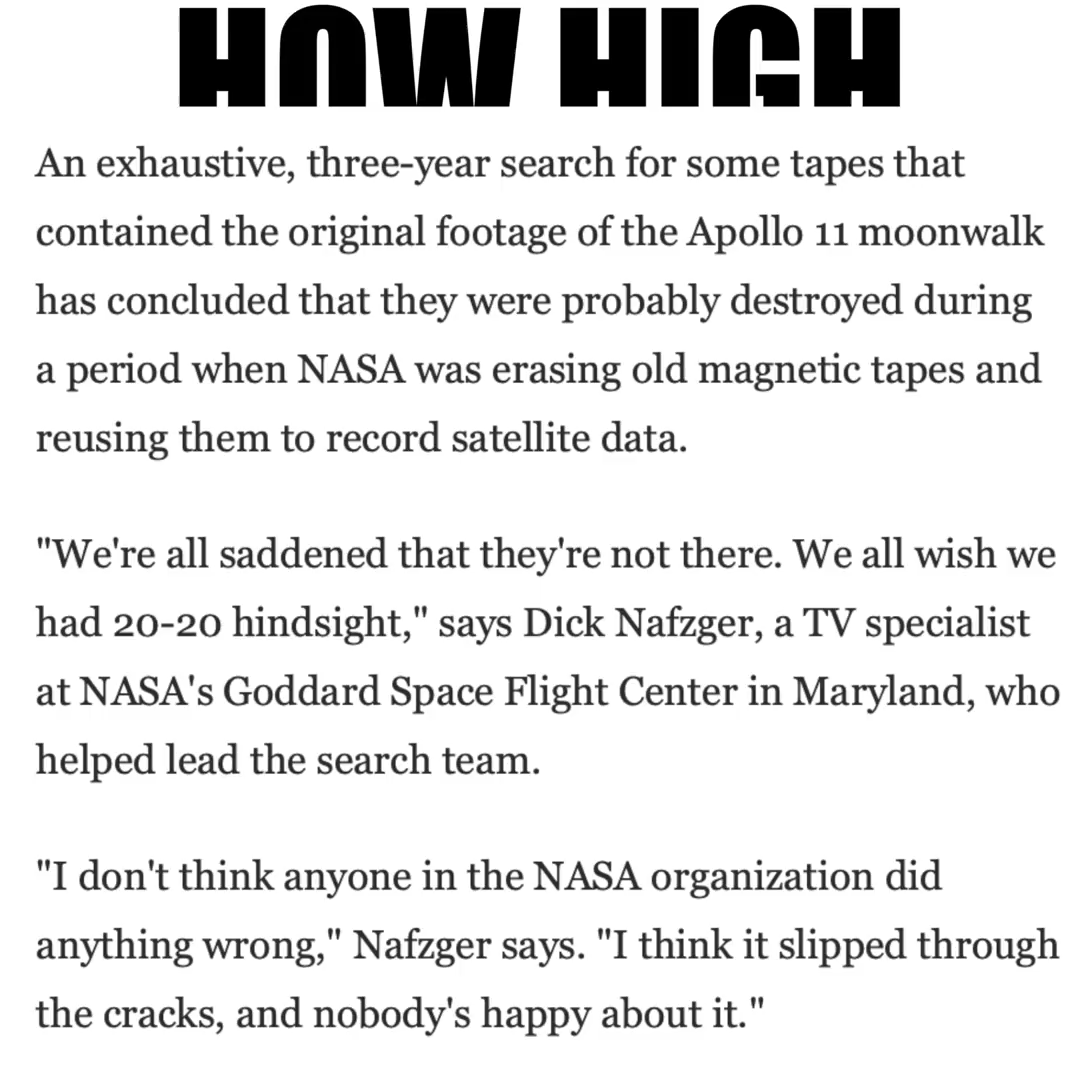 HOW HIGH
An exhaustive, three-year search for some tapes that
contained the original footage of the Apollo 11 moonwalk
has concluded that they were probably destroyed during
a period when NASA was erasing old magnetic tapes and
reusing them to record satellite data.
"We're all saddened that they're not there. We all wish we
had 20-20 hindsight," says Dick Nafzger, a TV specialist
at NASA's Goddard Space Flight Center in Maryland, who
helped lead the search team.
"I don't think anyone in the NASA organization did
anything wrong," Nafzger says. "I think it slipped through
the cracks, and nobody's happy about it."